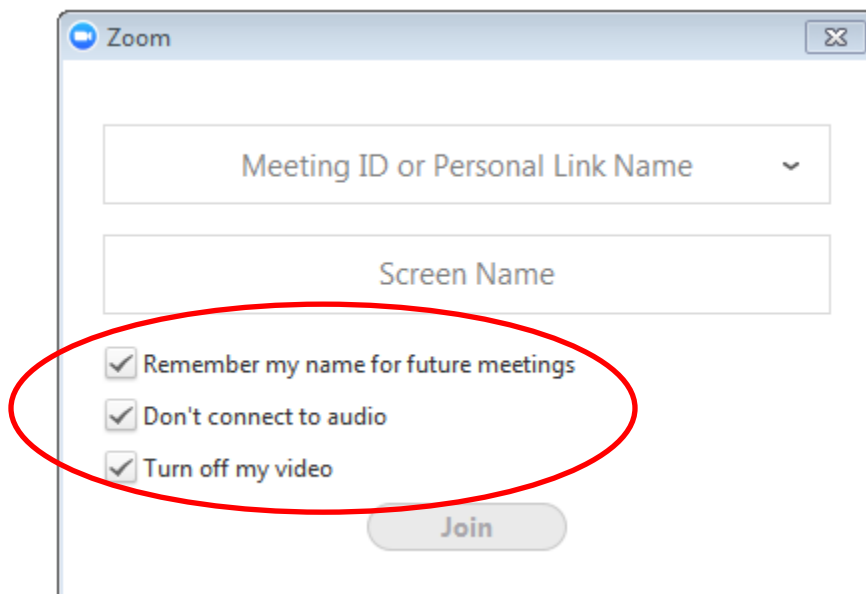 Zoom
Meeting ID or Personal Link Name
Screen Name
Remember my name for future meetings
Don't connect to audio
Turn off my video
Join